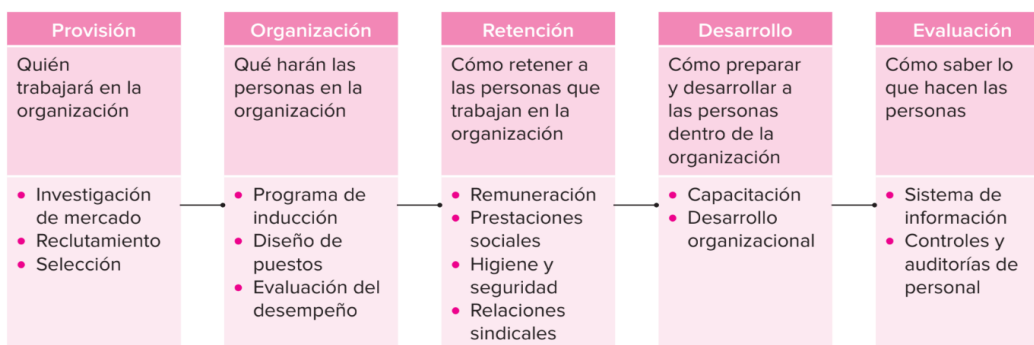 Provisión
Quién
trabajará en la
organización
• Investigación
de mercado
• Reclutamiento
• Selección
Organización
Qué harán las
personas en la
organización
• Programa de
inducción
• Diseño de
puestos
• Evaluación del
desempeño
Retención
Cómo retener a
las personas que
trabajan en la
organización
• Remuneración
• Prestaciones
sociales
• Higiene y
seguridad
• Relaciones
sindicales
Desarrollo
Cómo preparar
y desarrollar a
las personas
dentro de la
organización
• Capacitación
• Desarrollo
organizacional
Evaluación
Cómo saber lo
que hacen las
personas
• Sistema de
información
• Controles y
auditorías de
personal